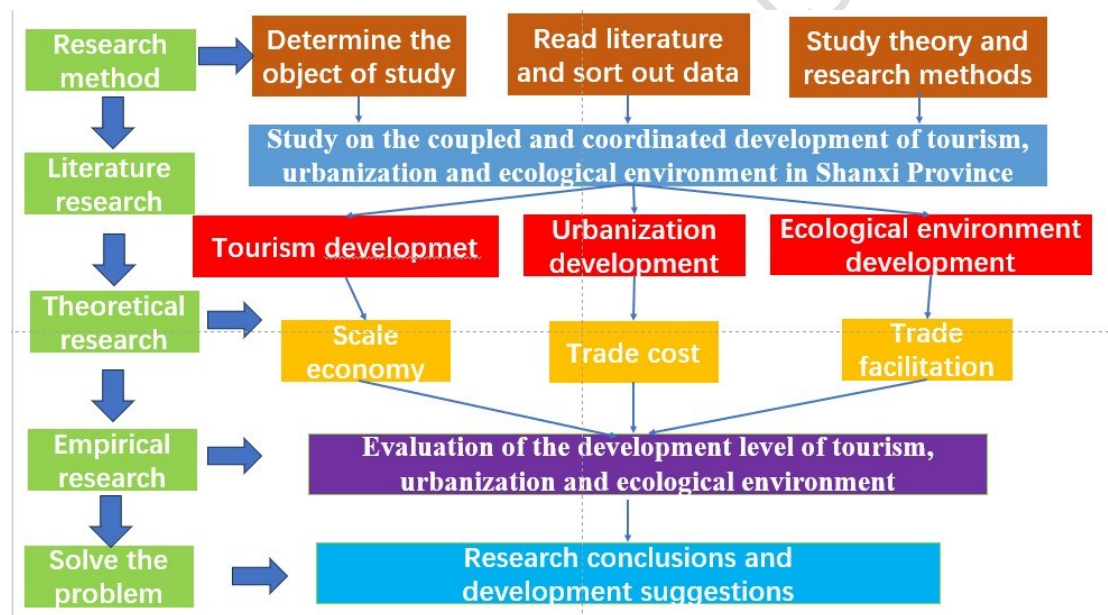 Research
method
Determine the
object of study
Read literature
and sort out data
Study theory and
research methods
Study on the coupled and coordinated development of tourism,
urbanization and ecological environment in Shanxi Province
Literature
research
Tourism developmet
Urbanization
development
Ecological environment
development
Theoretical
research
Scale
economy
Trade cost
Trade
facilitation
Empirical
research
Evaluation of the development level of tourism,
urbanization and ecological environment
Solve the
problem
Research conclusions and
development suggestions